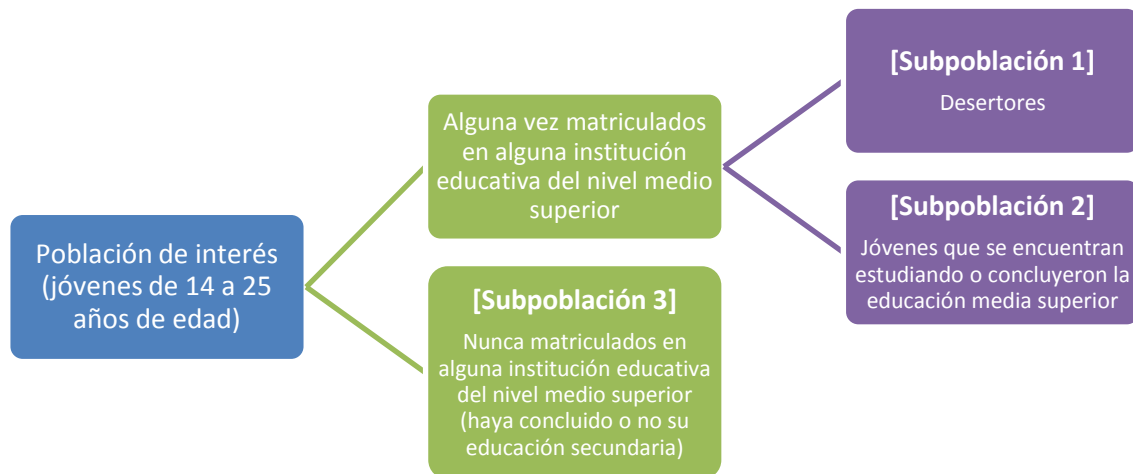 Población de interés
(jóvenes de 14 a 25
años de edad)
Alguna vez matriculados
en alguna institución
educativa del nivel medio
superior
[Subpoblación 3]
Nunca matriculados en
alguna institución educativa
del nivel medio superior
(haya concluido o no su
educación secundaria)
[Subpoblación 1]
Desertores
[Subpoblación 2]
Jóvenes que se encuentran
estudiando o concluyeron la
educación media superior